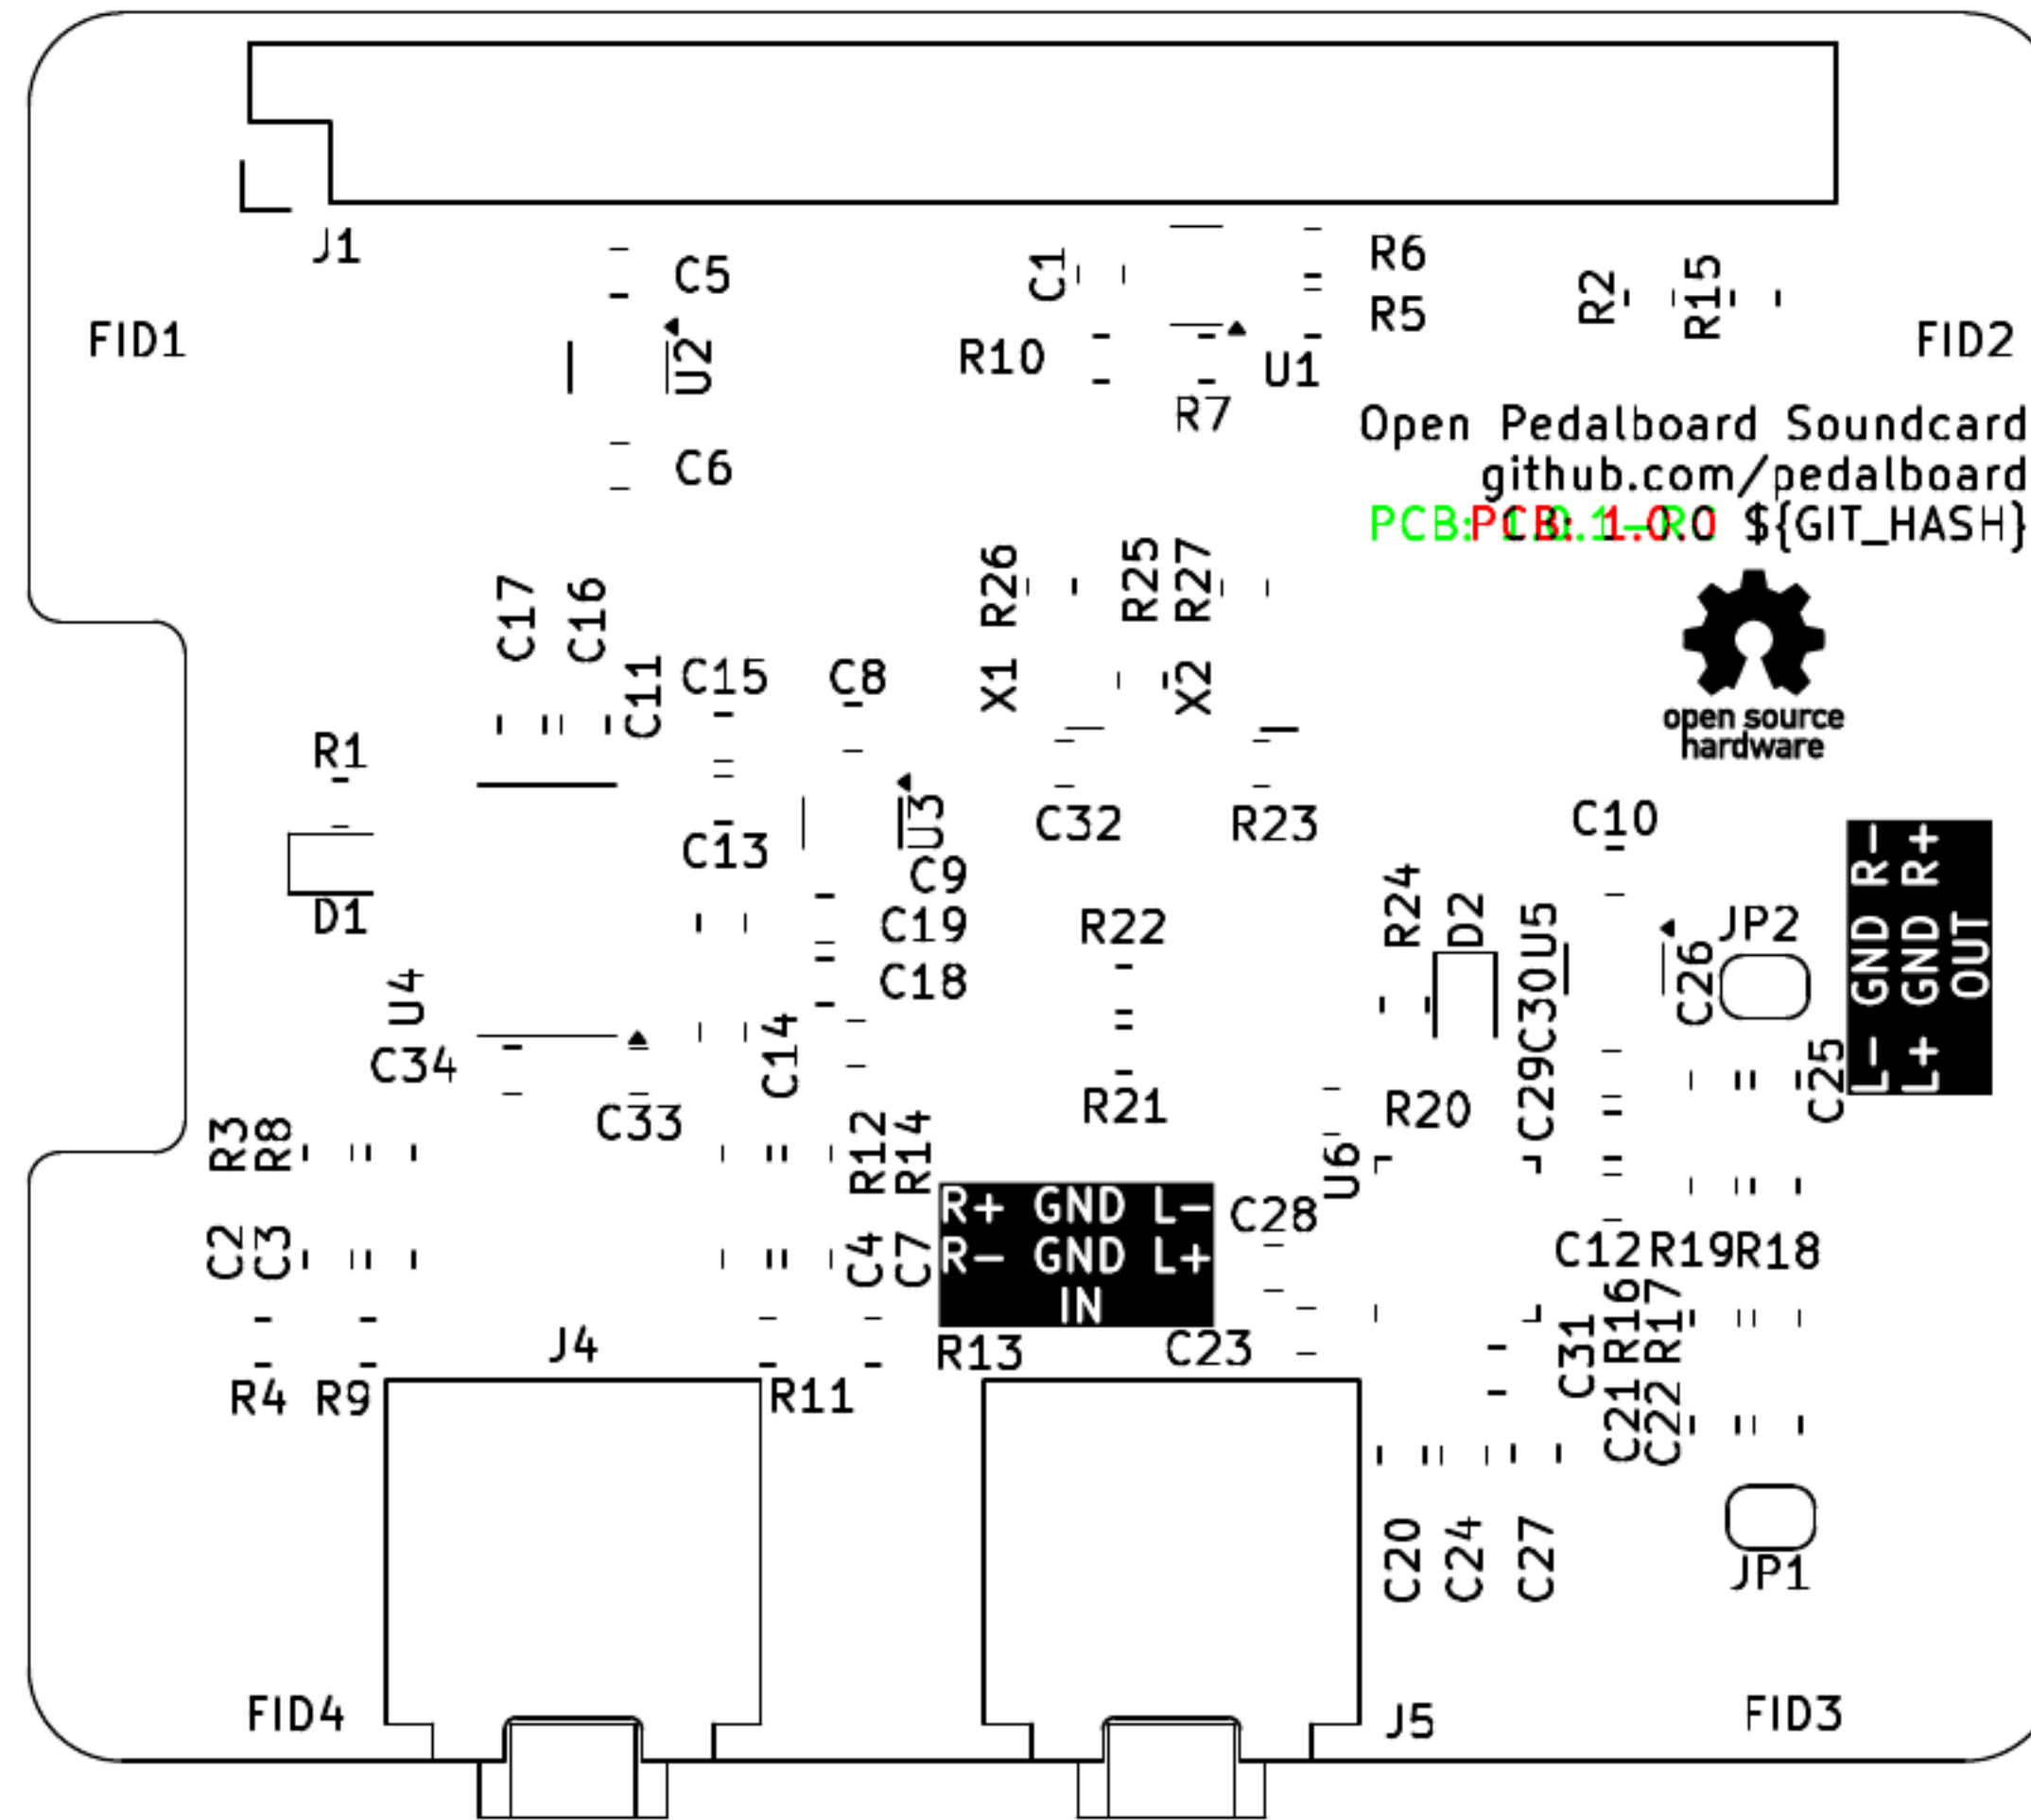 J1
C5
C1
R6
R2
R15
FID1
U2
R10
R5
U1
FID2
R7
Open Pedalboard Soundcard
C6
github.com/pedalboard
${GIT_HASH}
C17
C16
R26
R25
R27
C11
C15
C8
X1
X2
open source
hardware
R1
C13
U3
C32
R23
C10
D1
C9
C19
R22
R24
D2
U5
JP2
L- GND R-
L+ GND R+
OUT
U4
C18
C30
C26
C34
C14
C33
R21
R20
C29
C25
R3
R8
R12
R14
U6
R+ GND L-
R- GND L+
IN
C28
C2
C3
C4
C7
C12
R19
R18
J4
R13
C23
C31
R16
R17
R4
R9
R11
C21
C22
C20
C24
C27
JP1
FID4
J5
FID3